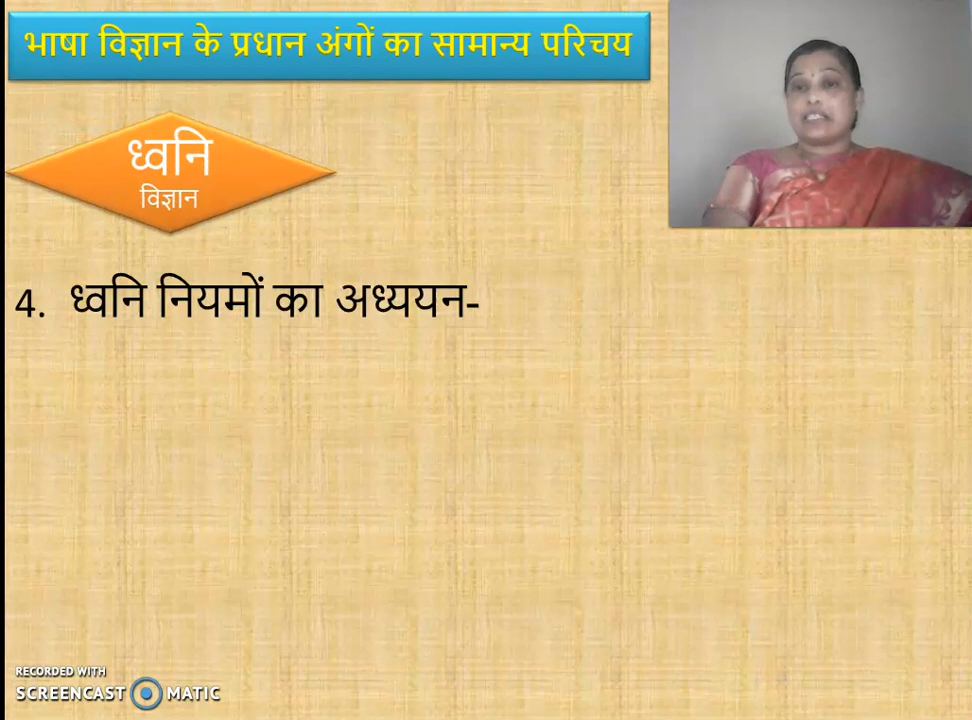 भाषा विज्ञान के प्रधान अंगों का सामान्य परिचय
ध्वनि
विज्ञान
4. ध्वनि नियमों का अध्ययन-
RECORDED WITH
SCREENCAST MATIC